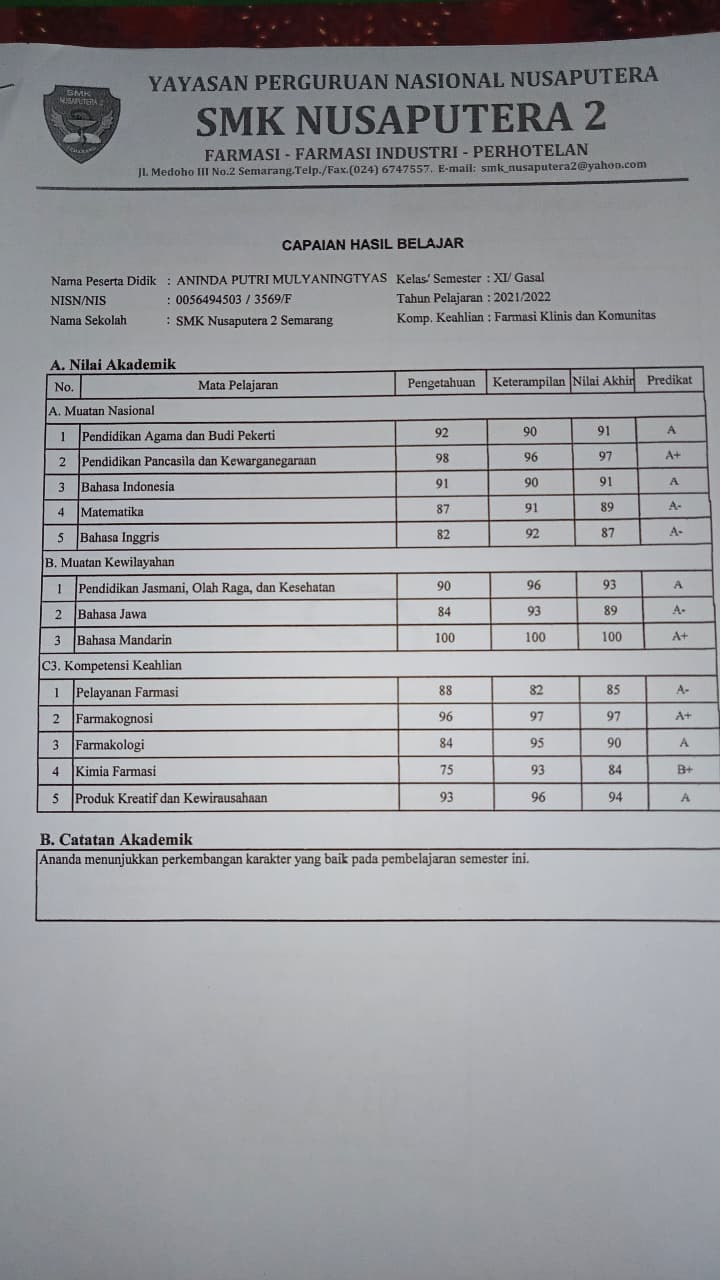 SMK
NUSAPUTERA 2
SEMARANG
YAYASAN PERGURUAN NASIONAL NUSAPUTERA
SMK NUSAPUTERA 2
FARMASI - FARMASI INDUSTRI - PERHOTELAN
Jl. Medoho III No.2 Semarang.Telp./Fax.(024) 6747557. E-mail: smk_nusaputera2@yahoo.com
CAPAIAN HASIL BELAJAR
Nama Peserta Didik : ANINDA PUTRI MULYANINGTYAS Kelas/ Semester : XI/ Gasal
NISN/NIS : 0056494503 / 3569/F Tahun Pelajaran : 2021/2022
Nama Sekolah : SMK Nusaputera 2 Semarang Komp. Keahlian : Farmasi Klinis dan Komunitas
A. Nilai Akademik
No. Mata Pelajaran Pengetahuan Keterampilan Nilai Akhir Predikat
A. Muatan Nasional
1 Pendidikan Agama dan Budi Pekerti 92 90 91 A
2 Pendidikan Pancasila dan Kewarganegaraan 98 96 97 A+
3 Bahasa Indonesia 91 90 91 A
4 Matematika 87 91 89 A-
5 Bahasa Inggris 82 92 87 A-
B. Muatan Kewilayahan
1 Pendidikan Jasmani, Olah Raga, dan Kesehatan 90 96 93 A
2 Bahasa Jawa 84 93 89 A-
3 Bahasa Mandarin 100 100 100 A+
C3. Kompetensi Keahlian
1 Pelayanan Farmasi 88 82 85 A-
2 Farmakognosi 96 97 97 A+
3 Farmakologi 84 95 90 A
4 Kimia Farmasi 75 93 84 B+
5 Produk Kreatif dan Kewirausahaan 93 96 94 A
B. Catatan Akademik
Ananda menunjukkan perkembangan karakter yang baik pada pembelajaran semester ini.